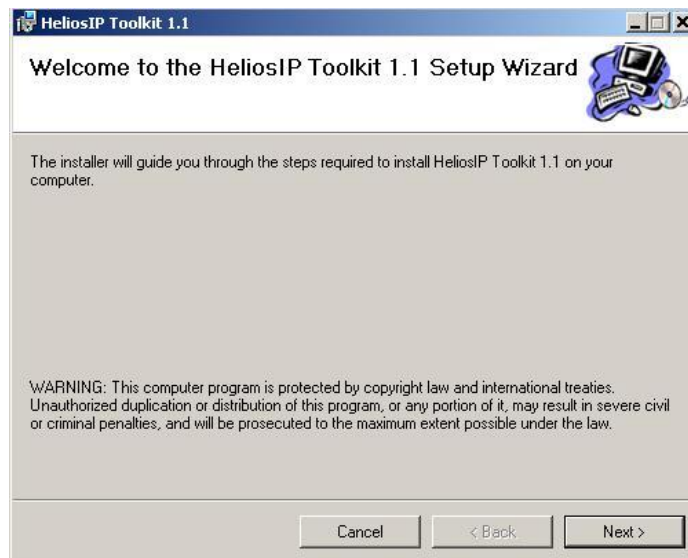 HeliosIP Toolkit 1.1
Welcome to the HeliosIP Toolkit 1.1 Setup Wizard
The installer will guide you through the steps required to install HeliosIP Toolkit 1.1 on your
computer.
WARNING: This computer program is protected by copyright law and international treaties.
Unauthorized duplication or distribution of this program, or any portion of it, may result in severe civil
or criminal penalties, and will be prosecuted to the maximum extent possible under the law.
Cancel
< Back
Next >